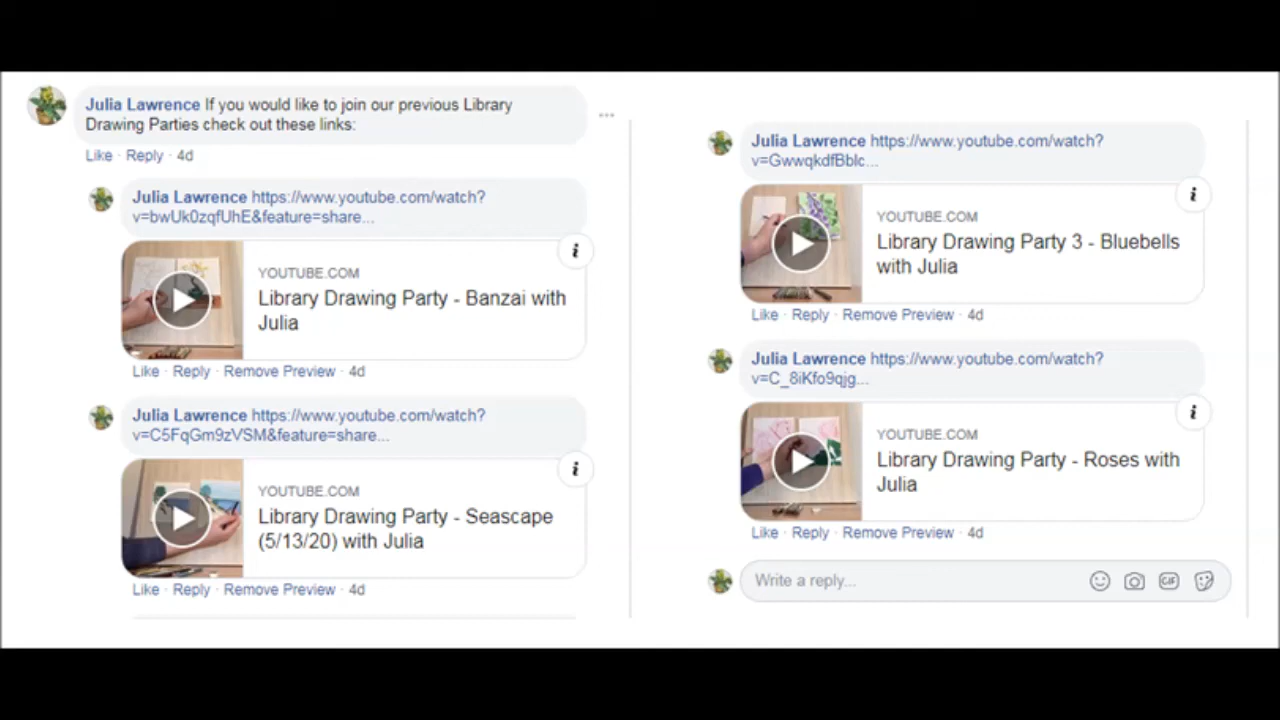 Julia Lawrence If you would like to join our previous Library
Drawing Parties check out these links:
Like · Reply · 4d
Julia Lawrence https://www.youtube.com/watch?
v=bwUk0zqfUhE&feature=share...
YOUTUBE.COM
Library Drawing Party - Banzai with
Julia
Like · Reply · Remove Preview · 4d
Julia Lawrence https://www.youtube.com/watch?
v=C5FqGm9zVSM&feature=share...
YOUTUBE.COM
Library Drawing Party - Seascape
(5/13/20) with Julia
Like · Reply · Remove Preview · 4d
Julia Lawrence https://www.youtube.com/watch?
v=GwwqkdfBblc...
YOUTUBE.COM
Library Drawing Party 3 - Bluebells
with Julia
Like · Reply · Remove Preview · 4d
Julia Lawrence https://www.youtube.com/watch?
v=C_8iKfo9qjg...
YOUTUBE.COM
Library Drawing Party - Roses with
Julia
Like · Reply · Remove Preview · 4d
Write a reply...
GIF